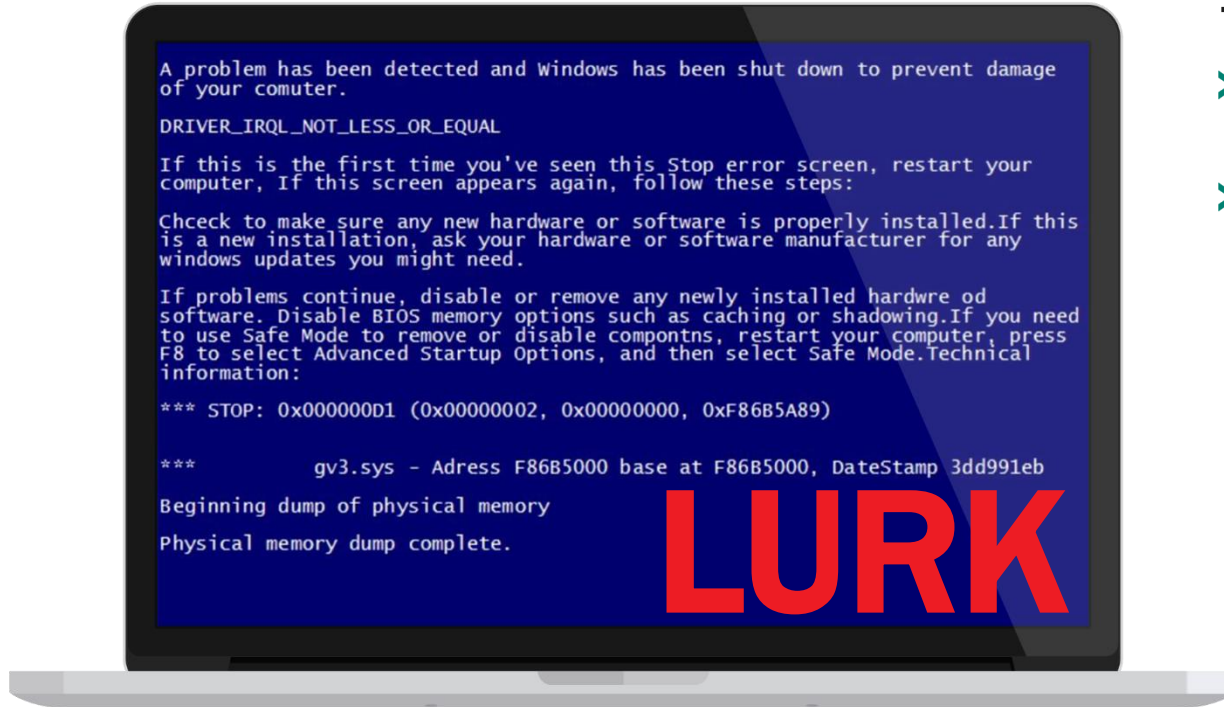 A problem has been detected and Windows has been shut down to prevent damage
of your comuter.
DRIVER_IRQL_NOT_LESS_OR_EQUAL
If this is the first time you've seen this Stop error screen, restart your
computer, If this screen appears again, follow these steps:
Chceck to make sure any new hardware or software is properly installed.If this
is a new installation, ask your hardware or software manufacturer for any
windows updates you might need.
If problems continue, disable or remove any newly installed hardwre od
software. Disable BIOS memory options such as caching or shadowing.If you need
to use Safe Mode to remove or disable compontns, restart your computer, press
F8 to select Advanced Startup Options, and then select Safe Mode.Technical
information:
*** STOP: 0x000000D1 (0x00000002, 0x00000000, 0xF86B5A89)
*** gv3.sys - Adress F86B5000 base at F86B5000, DateStamp 3dd991eb
Beginning dump of physical memory
Physical memory dump complete.
LURK